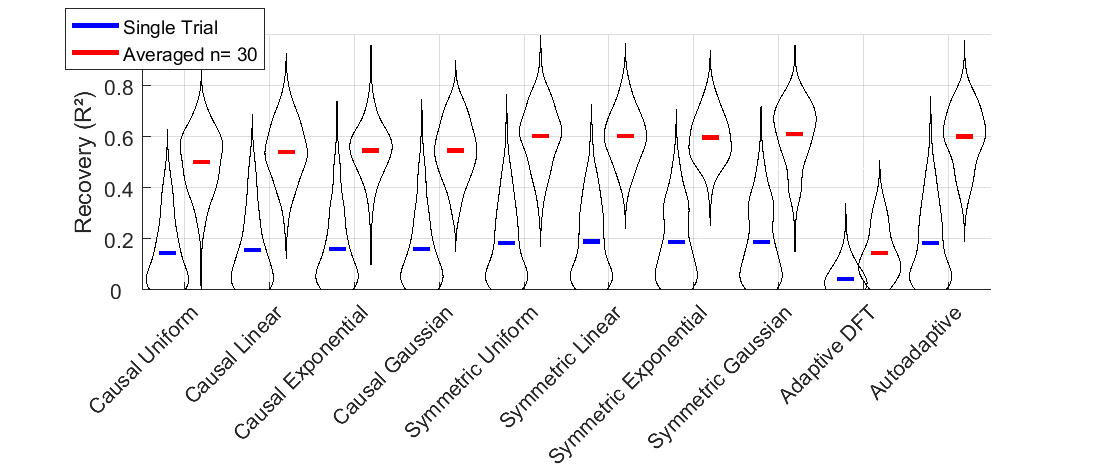 Single Trial
Averaged n= 30
Recovery (R²)
0.8
0.6
0.4
0.2
0
Causal Uniform
Causal Linear
Causal Exponential
Causal Gaussian
Symmetric Uniform
Symmetric Linear
Symmetric Exponential
Symmetric Gaussian
Adaptive DFT
Autoadaptive